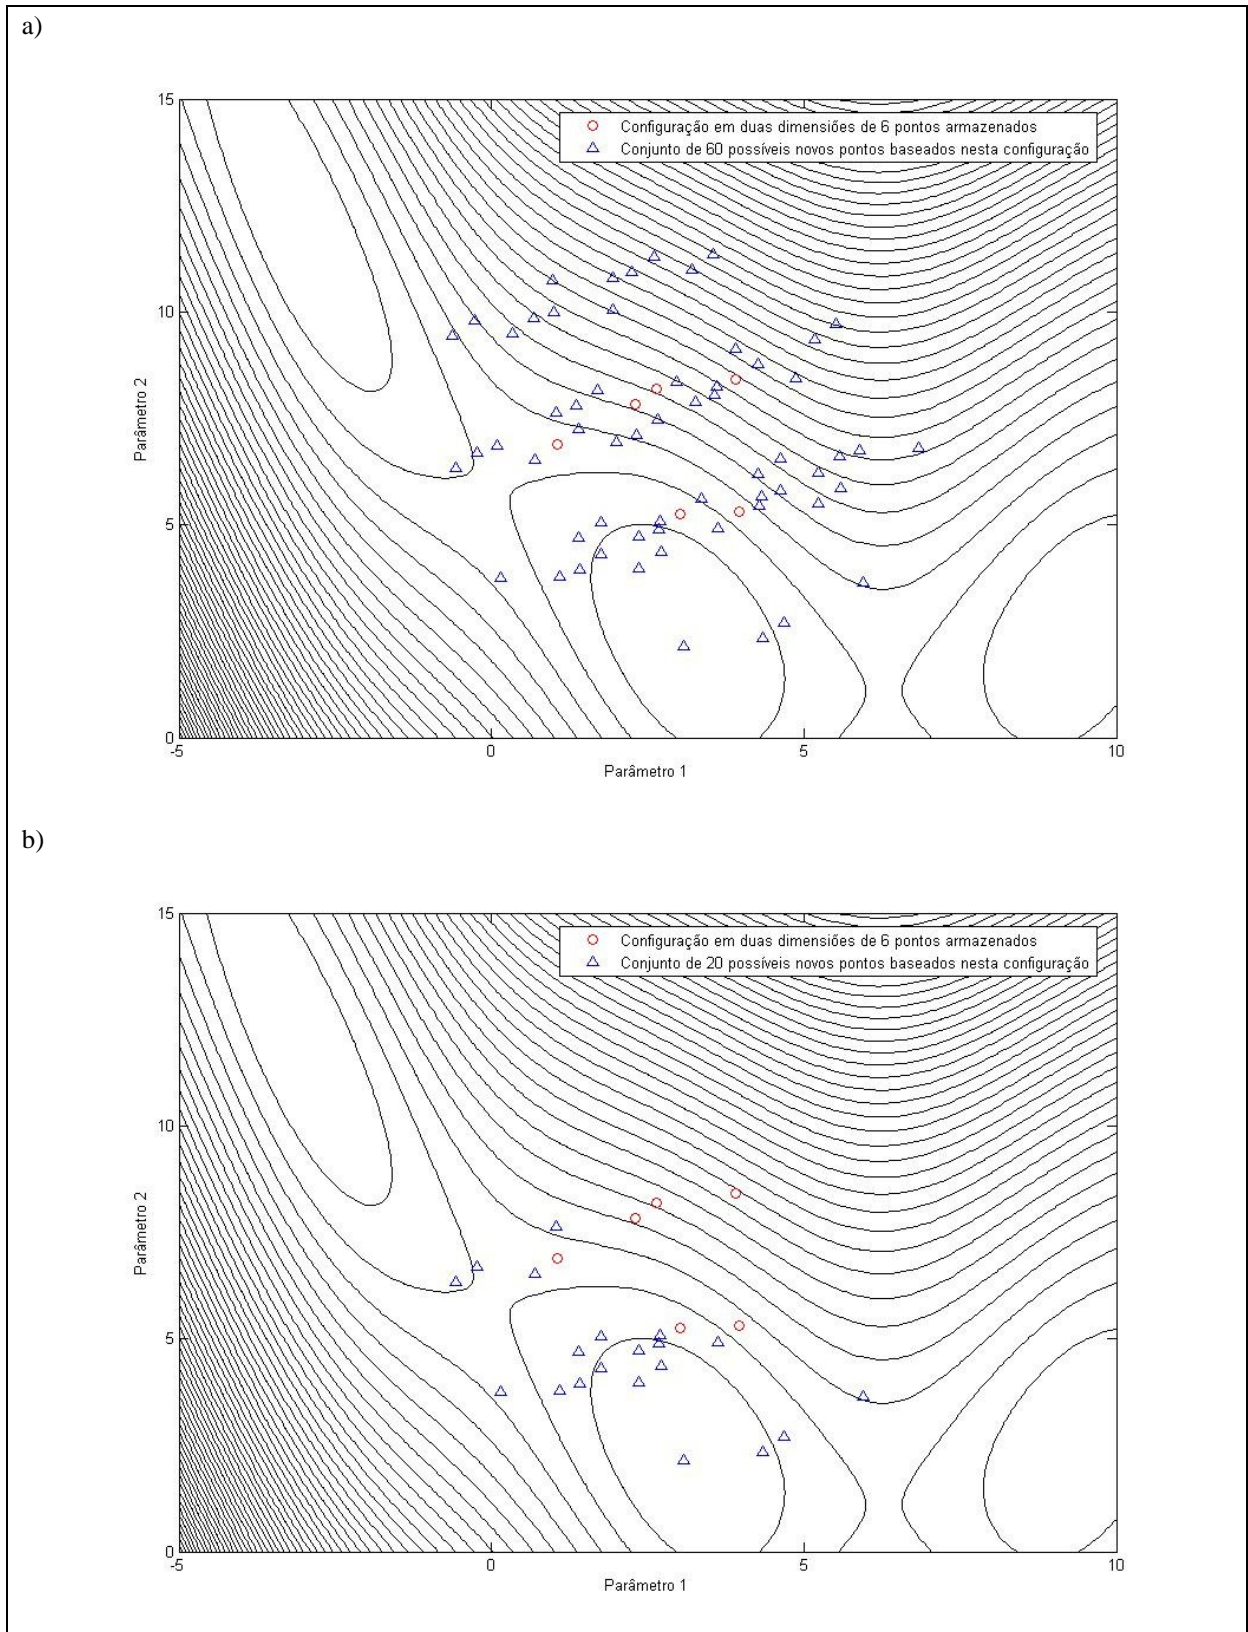 a)
15
Configuração em duas dimensiões de 6 pontos armazenados
Conjunto de 60 possíveis novos pontos baseados nesta configuração
10
Parâmetro 2
5
0
-5
0
5
10
Parâmetro 1
b)
15
Configuração em duas dimensiões de 6 pontos armazenados
Conjunto de 20 possíveis novos pontos baseados nesta configuração
10
Parâmetro 2
5
0
-5
0
5
10
Parâmetro 1